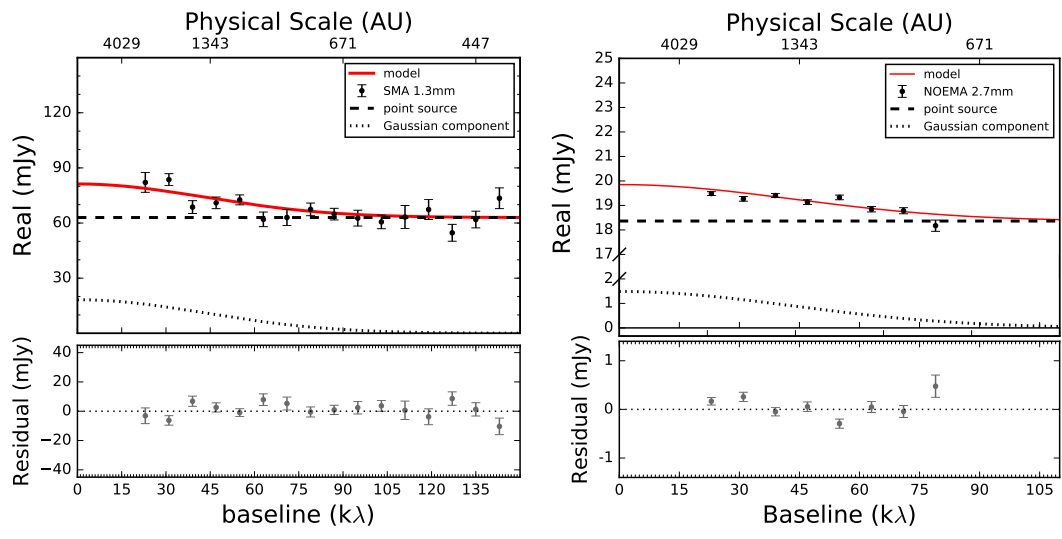 Physical Scale (AU)
4029 1343 671 447
model
SMA 1.3mm
point source
Gaussian component
Real (mJy)
120
90
60
30
Residual (mJy)
40
20
0
−20
−40
0 15 30 45 60 75 90 105 120 135
baseline (kλ)
Physical Scale (AU)
4029 1343 671
model
NOEMA 2.7mm
point source
Gaussian component
Real (mJy)
25
24
23
22
21
20
19
18
17
2
1
0
Residual (mJy)
1
0
-1
0 15 30 45 60 75 90 105
Baseline (kλ)